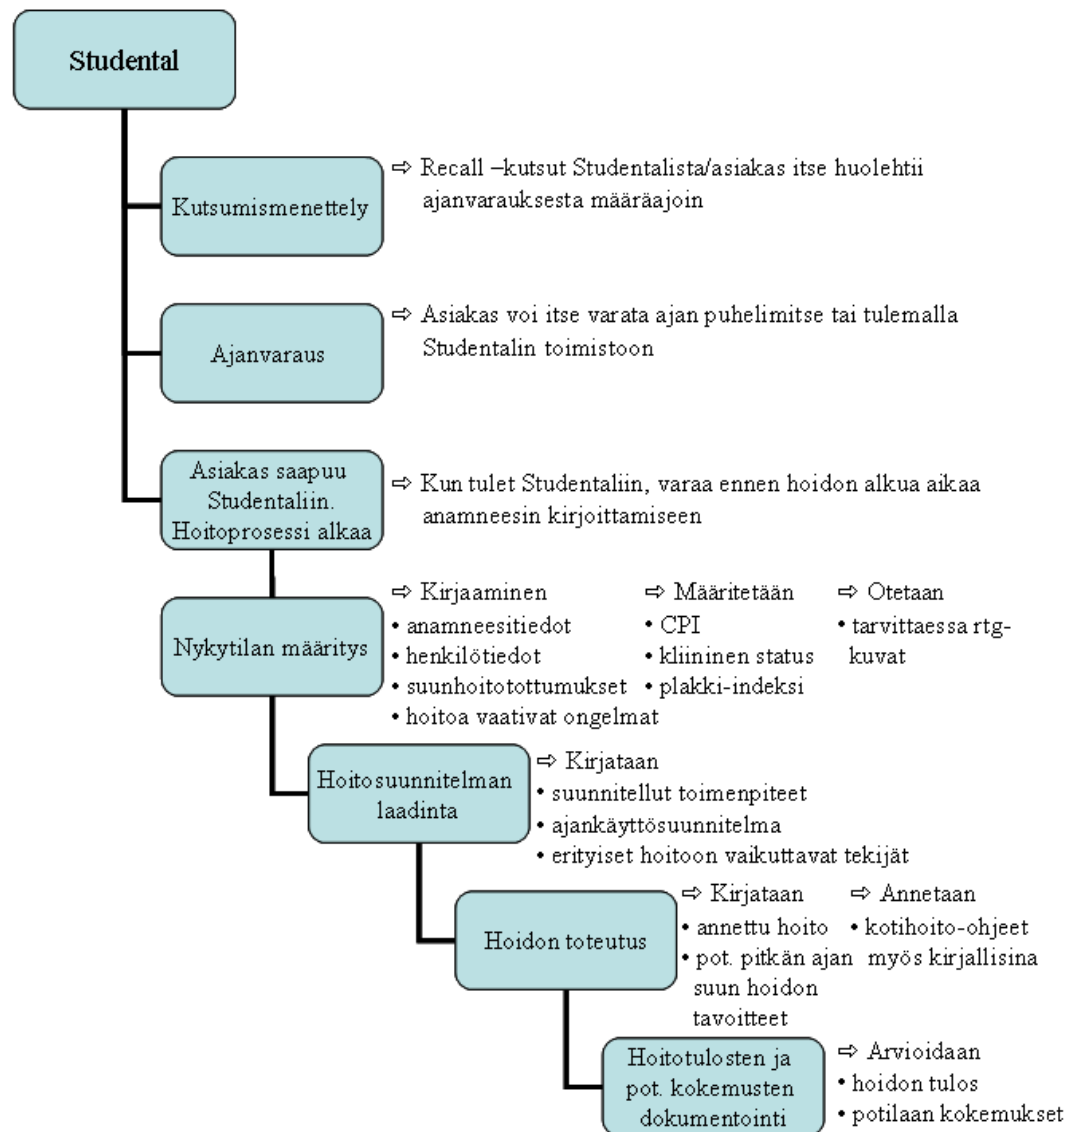 Studental
Kutsumismenettely
⇨ Recall –kutsut Studentalista/asiakas itse huolehtii
ajanvarauksesta määräajoin
Ajanvaraus
⇨ Asiakas voi itse varata ajan puhelimitse tai tulemalla
Studentalin toimistoon
Asiakas saapuu
Studentaliin.
Hoitoprosessi alkaa
⇨ Kun tulet Studentaliin, varaa ennen hoidon alkua aikaa
anamneesin kirjoittamiseen
Nykytilan määritys
⇨ Kirjaaminen
• anamneesitiedot
• henkilötiedot
• suunhoitotottumukset
• hoitoa vaativat ongelmat
⇨ Määritetään
• CPI
• kliininen status
• plakki-indeksi
⇨ Otetaan
• tarvittaessa rtg-
kuvat
Hoitosuunnitelman
laadinta
⇨ Kirjataan
• suunnitellut toimenpiteet
• ajankäyttösuunnitelma
• erityiset hoitoon vaikuttavat tekijät
Hoidon toteutus
⇨ Kirjataan
• annettu hoito
• pot. pitkän ajan
suun hoidon
tavoitteet
⇨ Annetaan
• kotihoito-ohjeet
myös kirjallisina
Hoitotulosten ja
pot. kokemusten
dokumentointi
⇨ Arvioidaan
• hoidon tulos
• potilaan kokemukset